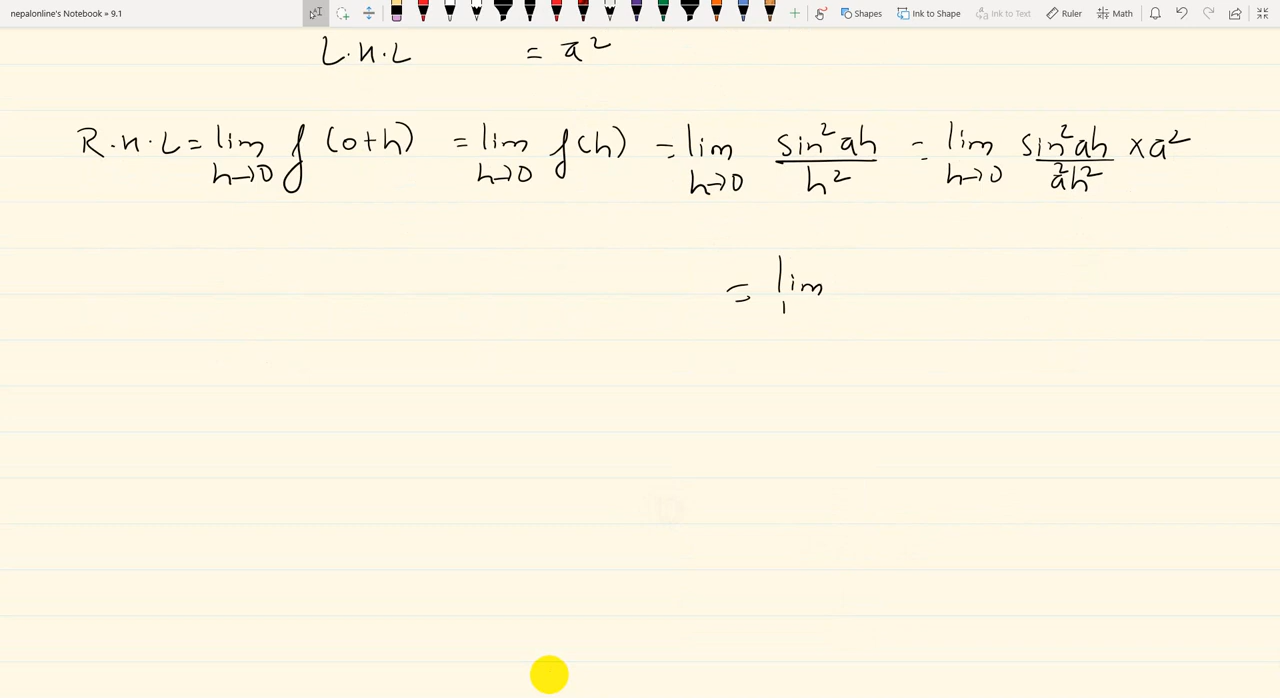 nepalonline's Notebook » 9.1 Shapes Ink to Shape Ink to Text Ruler Math
L.H.L = a²
R.H.L = lim h→0 f(0+h) = lim h→0 f(h) = lim h→0 sin²ah/h² = lim h→0 sin²ah/a²h² × a²
= lim